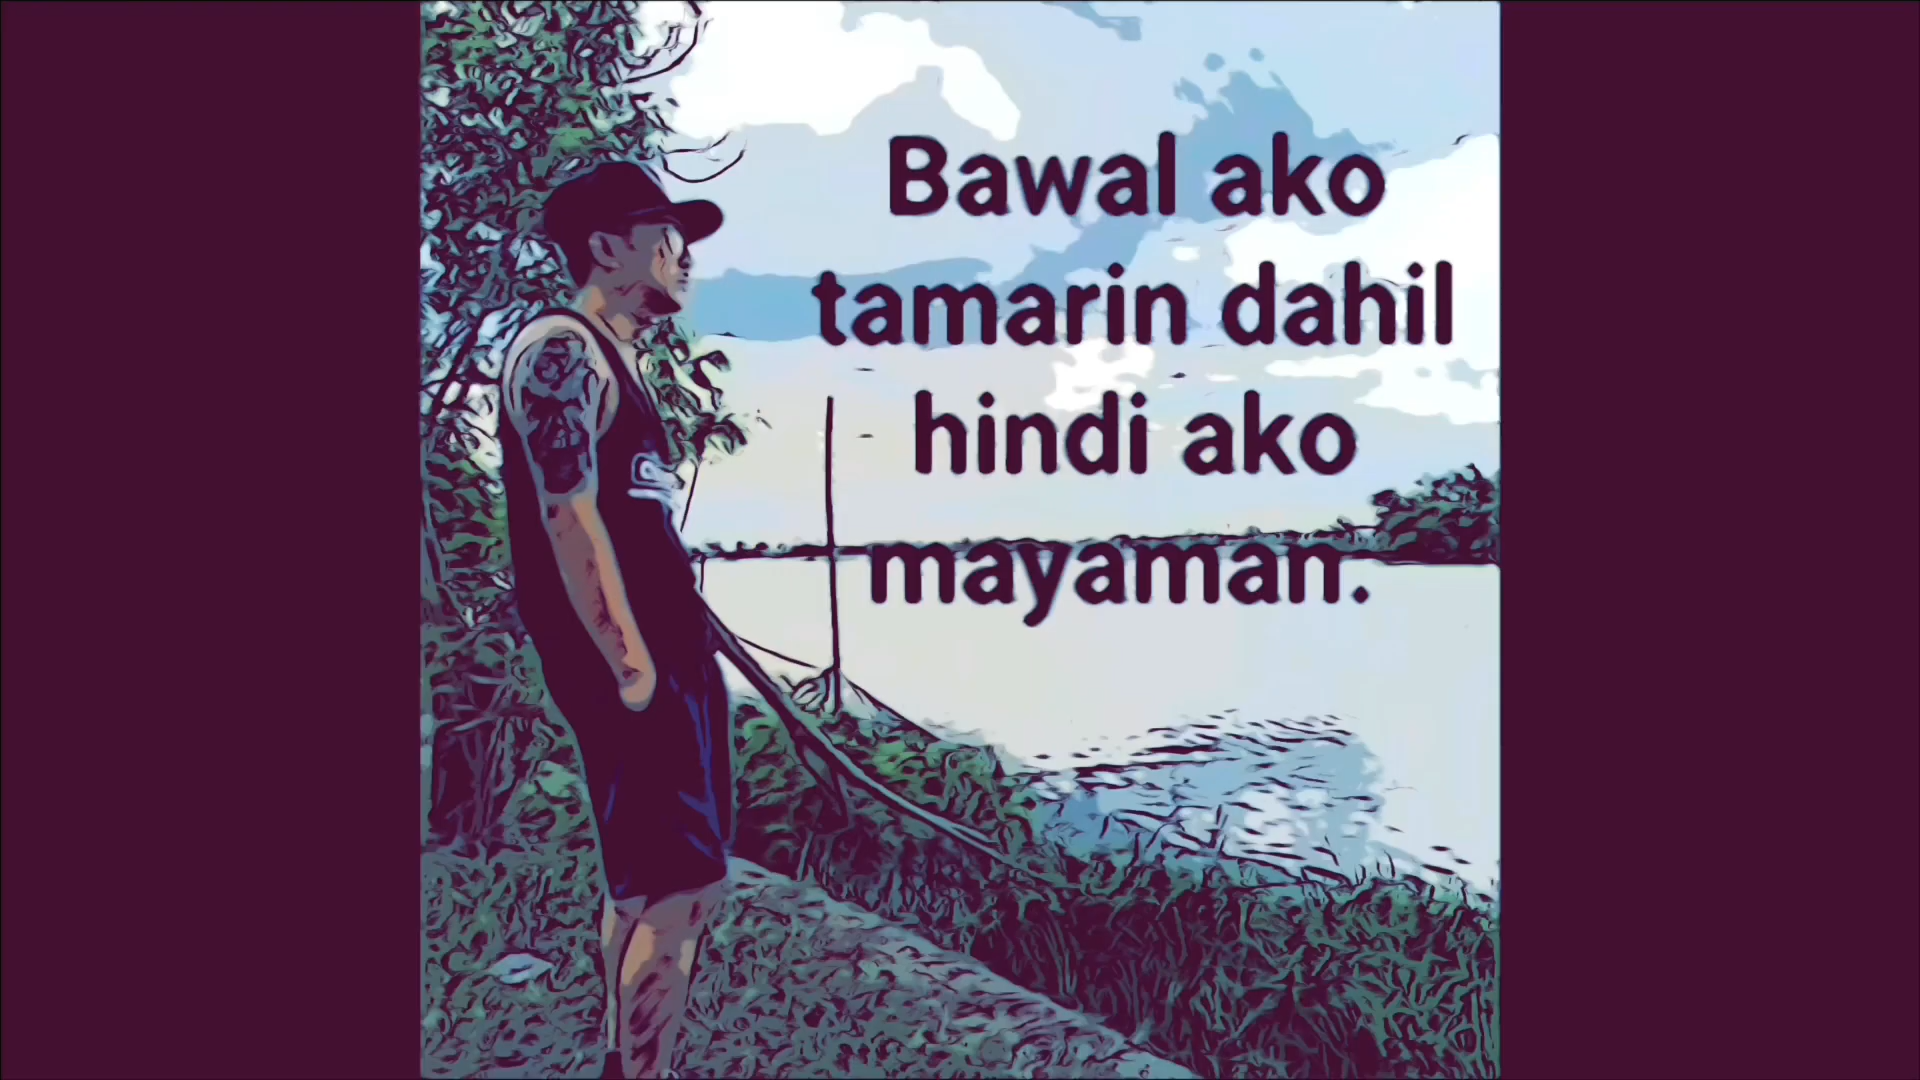 Bawal ako
tamarin dahil
hindi ako
mayaman.